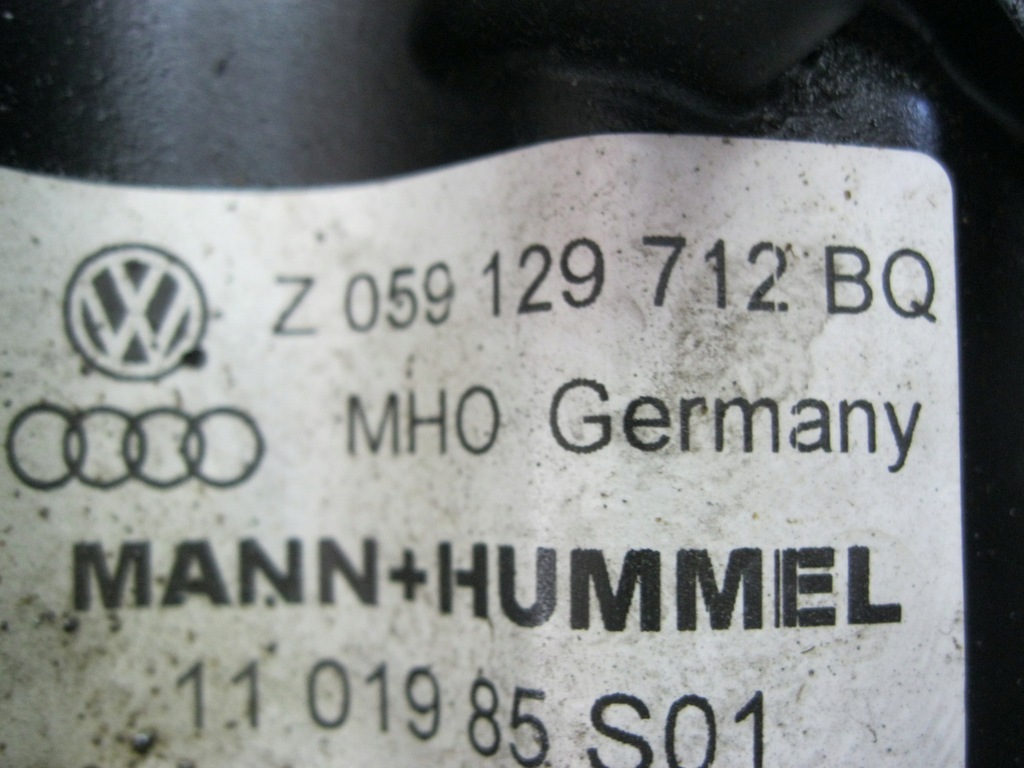 Z 059 129 712 BQ
MHO Germany
MANN+HUMMEL
11 019 85 S01